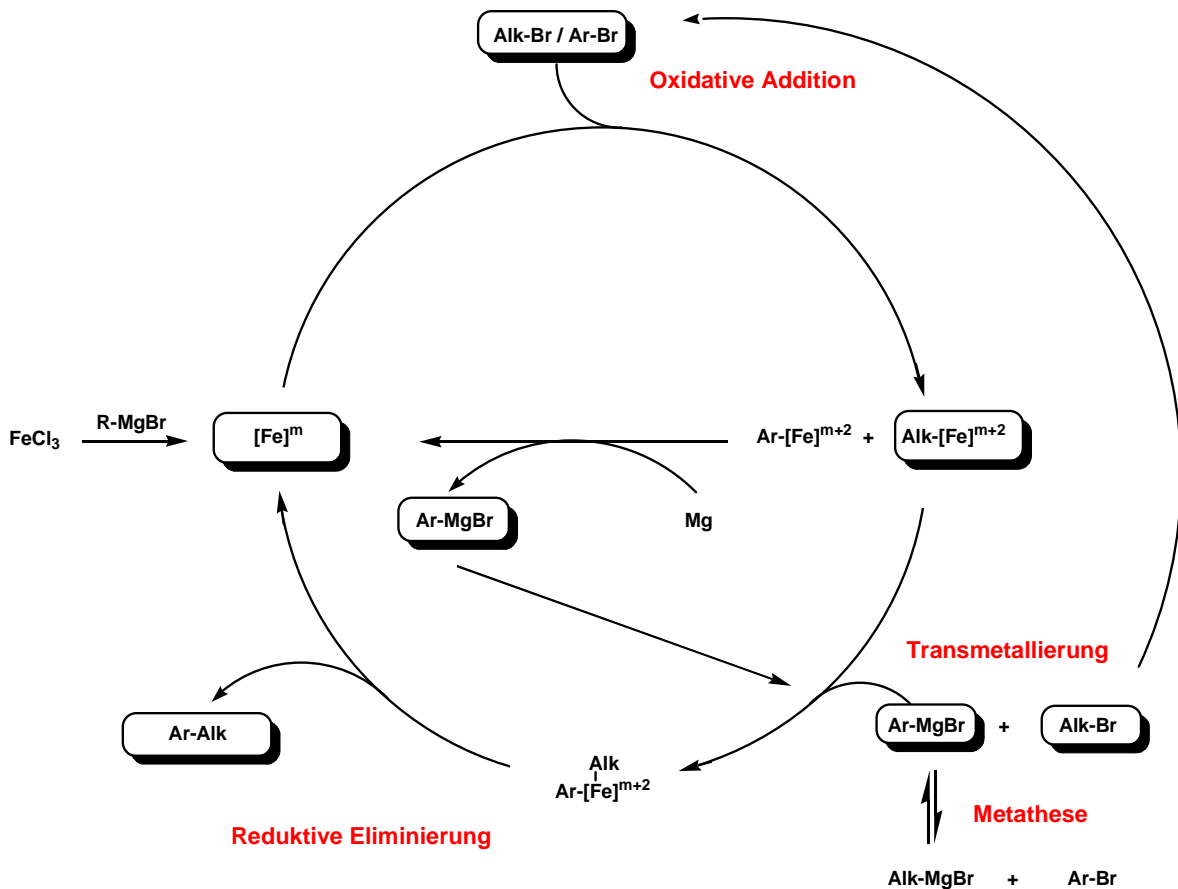 Alk-Br / Ar-Br
Oxidative Addition
R-MgBr
FeCl₃
[Fe]ᵐ
Ar-[Fe]ᵐ⁺² + Alk-[Fe]ᵐ⁺²
Ar-MgBr
Mg
Transmetallierung
Ar-MgBr + Alk-Br
Ar-Alk
Alk
Ar-[Fe]ᵐ⁺²
Metathese
Reduktive Eliminierung
Alk-MgBr + Ar-Br